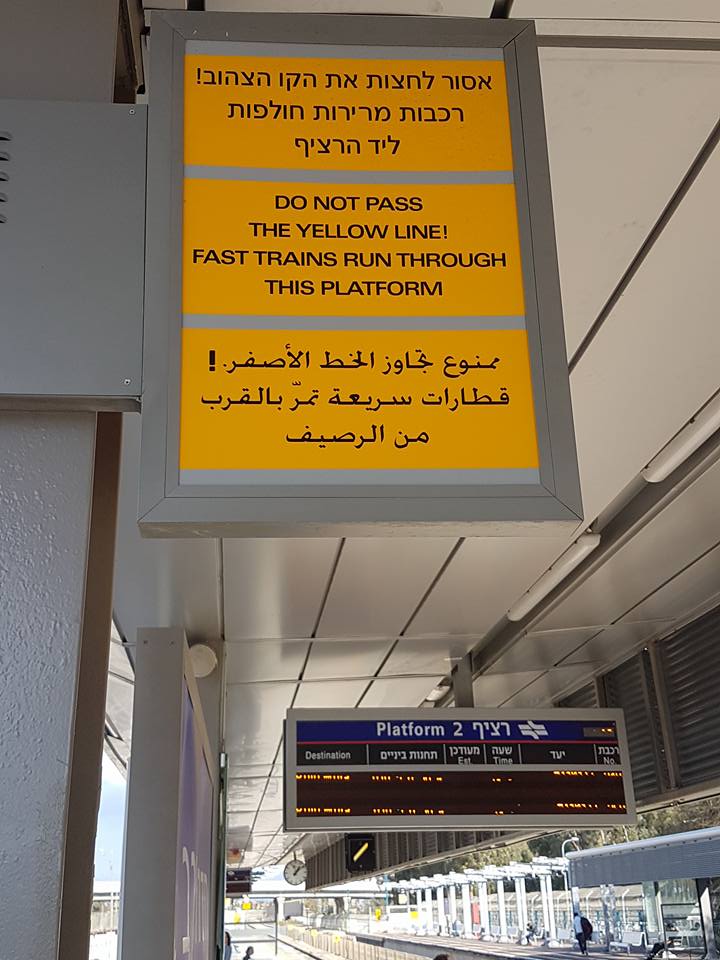 אסור לחצות את הקו הצהוב!
רכבות מרירות חולפות
ליד הרציף
DO NOT PASS
THE YELLOW LINE!
FAST TRAINS RUN THROUGH
THIS PLATFORM
ممنوع تجاوز الخط الأصفر.!
قطارات سريعة تمرّ بالقرب
من الرصيف
Platform 2 רציף
Destination תחנות ביניים מעודכן Est. שעה Time יעד רכבת No.